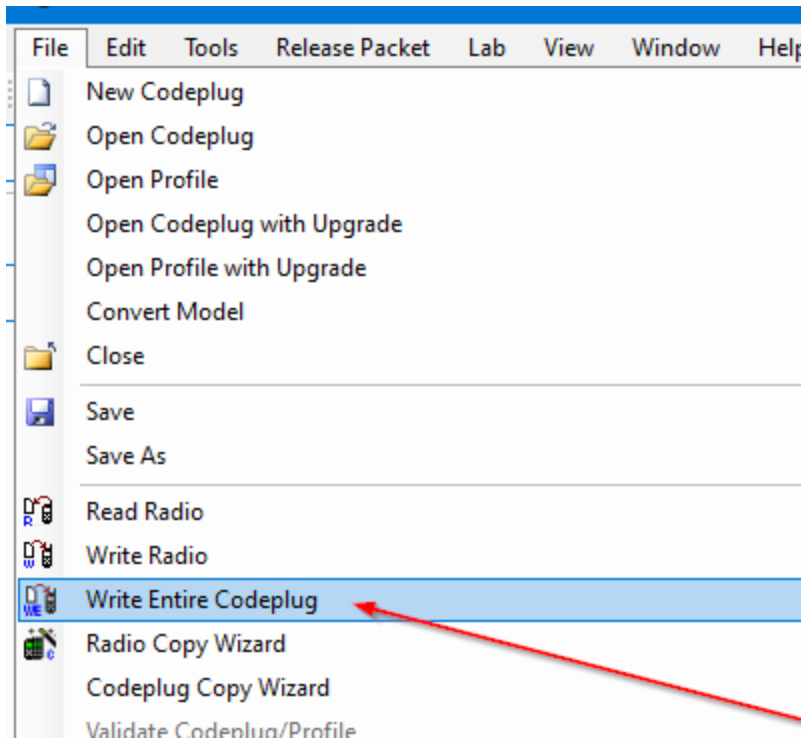 File Edit Tools Release Packet Lab View Window Help
New Codeplug
Open Codeplug
Open Profile
Open Codeplug with Upgrade
Open Profile with Upgrade
Convert Model
Close
Save
Save As
R
Read Radio
W
Write Radio
WE
Write Entire Codeplug
C
Radio Copy Wizard
Codeplug Copy Wizard
Validate Codeplug/Profile